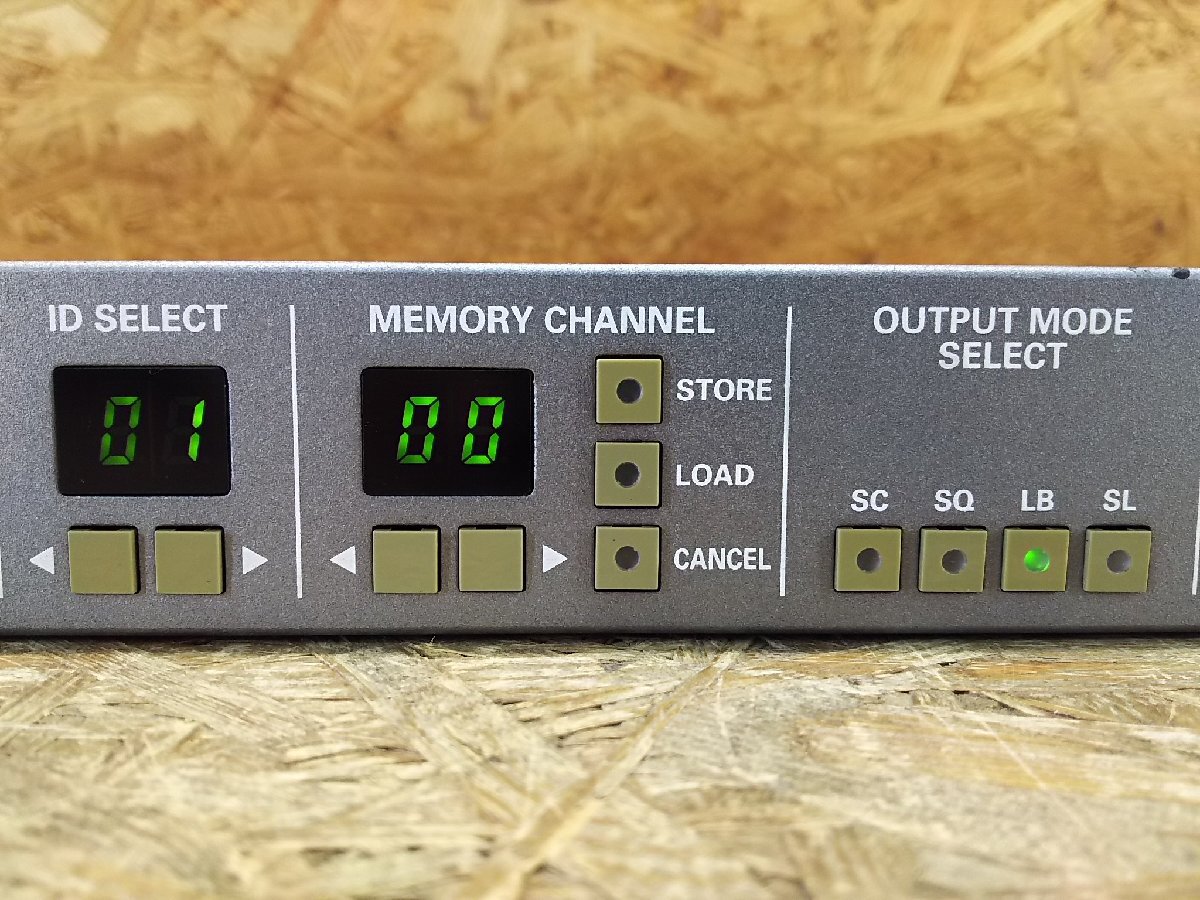 ID SELECT
01
MEMORY CHANNEL
00
STORE
LOAD
CANCEL
OUTPUT MODE
SELECT
SC SQ LB SL